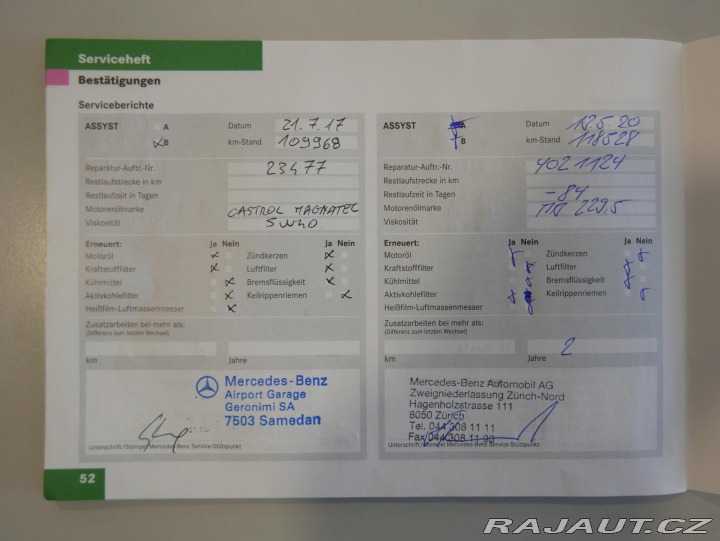 Serviceheft
Bestätigungen
Serviceberichte
ASSYST A
B
Datum 21.7.17
km-Stand 109968
Reparatur-Auftr.-Nr. 23477
Restlaufstrecke in km
Restlaufzeit in Tagen
Motorenölmarke CASTROL MAGNATEC
Viskosität 5W40
Erneuert: Ja Nein Ja Nein
Motoröl x Zündkerzen x
Kraftstofffilter x Luftfilter x
Kühlmittel x Bremsflüssigkeit x
Aktivkohlefilter x Keilrippenriemen x
Heißfilm-Luftmassenmesser x
Zusatzarbeiten bei mehr als:
(Differenz zum letzten Wechsel)
km Jahre
Mercedes-Benz
Airport Garage
Geronimi SA
7503 Samedan
Unterschrift/Stempel Mercedes-Benz Service-Stützpunkt
52
ASSYST A
B
Datum 12.5.20
km-Stand 118528
Reparatur-Auftr.-Nr. 4021124
Restlaufstrecke in km
Restlaufzeit in Tagen -84
Motorenölmarke 229.5
Viskosität
Erneuert: Ja Nein Ja Nein
Motoröl Zündkerzen
Kraftstofffilter Luftfilter
Kühlmittel Bremsflüssigkeit
Aktivkohlefilter Keilrippenriemen
Heißfilm-Luftmassenmesser
Zusatzarbeiten bei mehr als:
(Differenz zum letzten Wechsel)
2
km Jahre
Mercedes-Benz Automobil AG
Zweigniederlassung Zürich-Nord
Hagenholzstrasse 111
8050 Zürich
Tel. 044 308 11 11
Fax 044 308 11 90
Unterschrift/Stempel Mercedes-Benz Service-Stützpunkt
RAJAUT.CZ